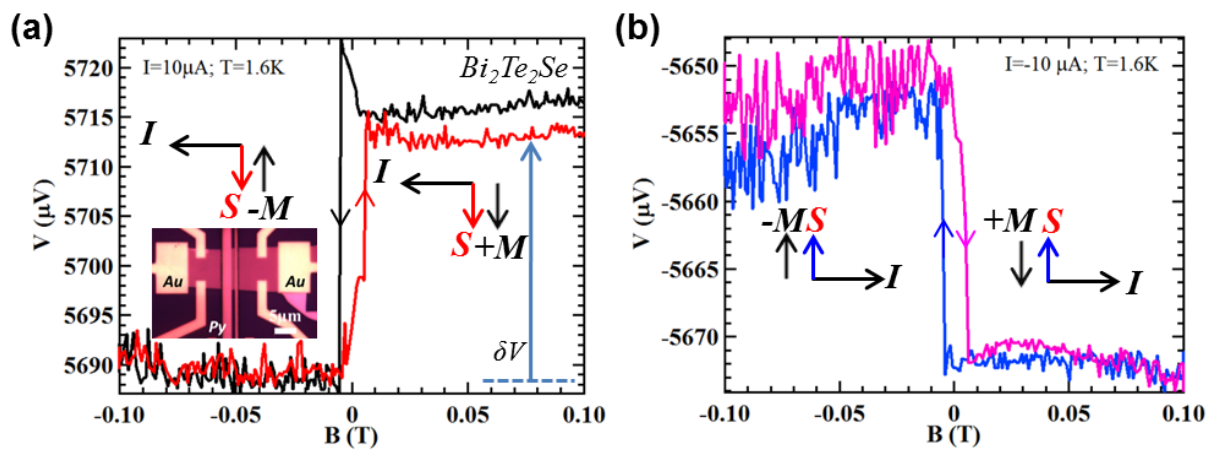 (a)
I=10μA; T=1.6K
Bi₂Te₂Se
I
S -M
I
S +M
Au
Au
Py
5μm
δV
5720
5715
5710
5705
5700
5695
5690
V (μV)
-0.10
-0.05
0
0.05
0.10
B (T)
(b)
I=-10 μA; T=1.6K
-M S
I
+M S
I
-5650
-5655
-5660
-5665
-5670
V (μV)
-0.10
-0.05
0
0.05
0.10
B (T)